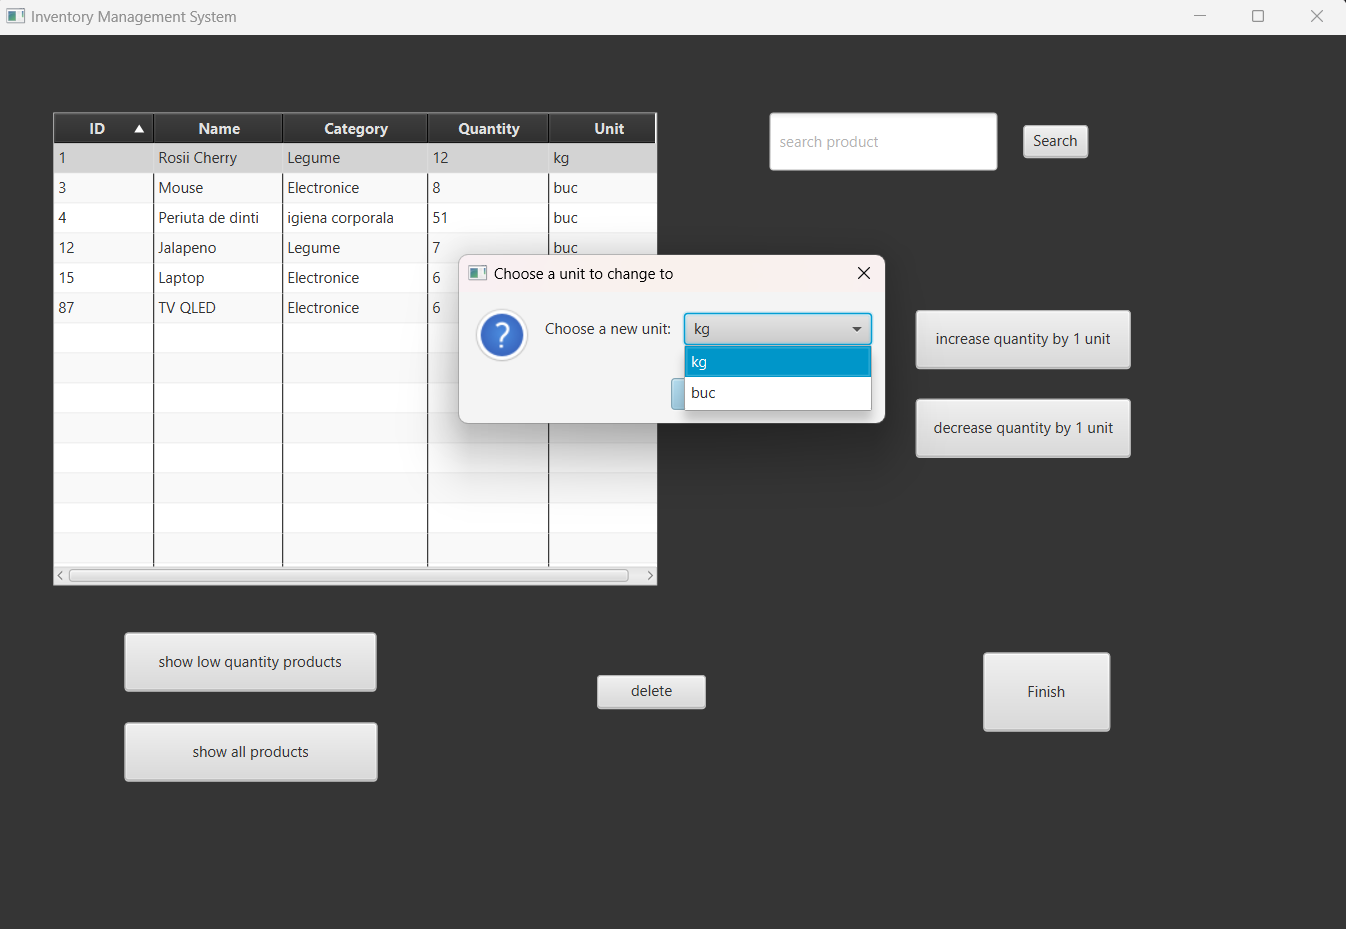 Inventory Management System
ID Name Category Quantity Unit
1 Rosii Cherry Legume 12 kg
3 Mouse Electronice 8 buc
4 Periuta de dinti igiena corporala 51 buc
12 Jalapeno Legume 7 buc
15 Laptop Electronice 6
87 TV QLED Electronice 6
search product
Search
Choose a unit to change to
?
Choose a new unit: kg
kg
buc
increase quantity by 1 unit
decrease quantity by 1 unit
show low quantity products
show all products
delete
Finish